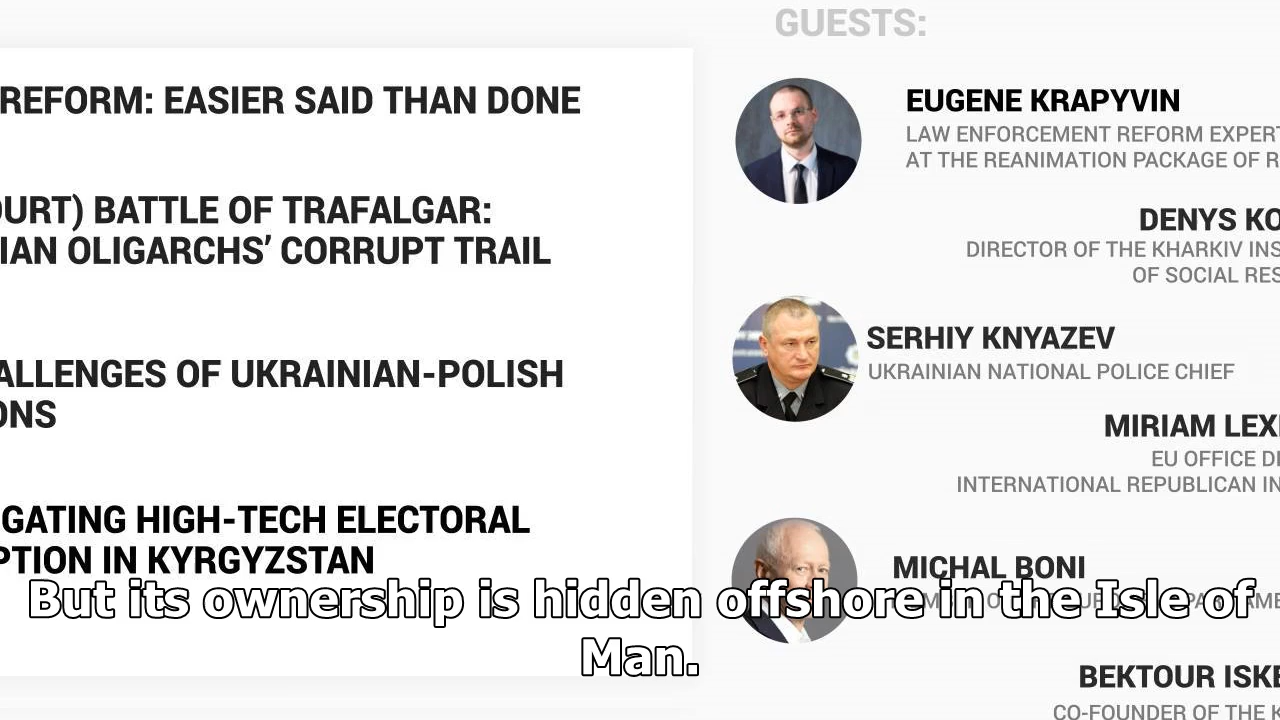 GUESTS:
REFORM: EASIER SAID THAN DONE
OURT) BATTLE OF TRAFALGAR:
IAN OLIGARCHS’ CORRUPT TRAIL
ALLENGES OF UKRAINIAN-POLISH
ONS
GATING HIGH-TECH ELECTORAL
PTION IN KYRGYZSTAN
EUGENE KRAPYVIN
LAW ENFORCEMENT REFORM EXPERT
AT THE REANIMATION PACKAGE OF R
DENYS KO
DIRECTOR OF THE KHARKIV INS
OF SOCIAL RES
SERHIY KNYAZEV
UKRAINIAN NATIONAL POLICE CHIEF
MIRIAM LEX
EU OFFICE DI
INTERNATIONAL REPUBLICAN IN
MICHAL BONI
BEKTOUR ISKE
CO-FOUNDER OF THE K
But its ownership is hidden offshore in the Isle of
Man.